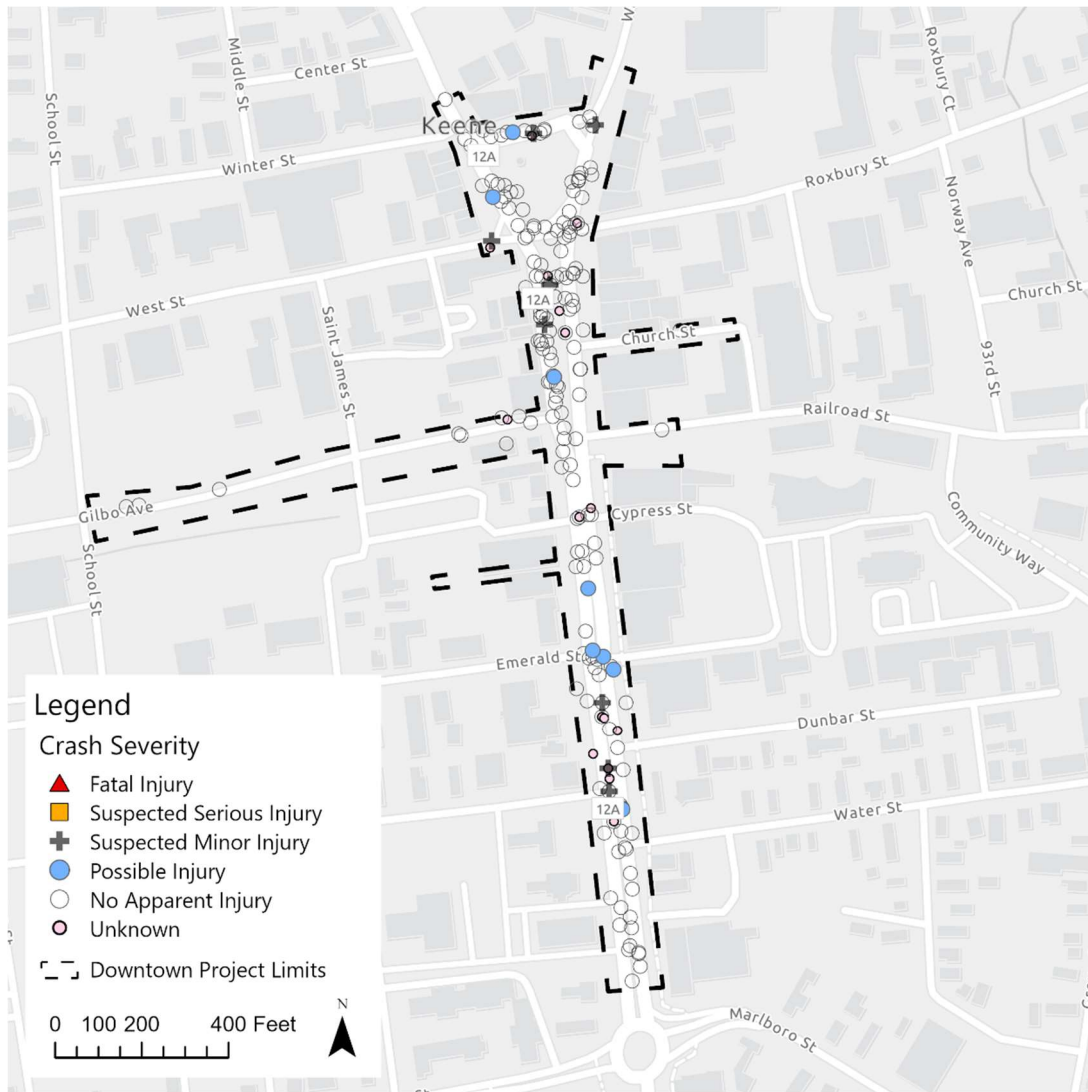 M
Middle St
Center St
Roxbury Ct
School St
Keene
12A
Winter St
Roxbury St
Norway Ave
West St
Church St
12A
Saint James St
Church St
93rd St
Railroad St
Gilbo Ave
Cypress St
Community Way
School St
Emerald St
Dunbar St
12A
Water St
Marlboro St
Legend
Crash Severity
Fatal Injury
Suspected Serious Injury
Suspected Minor Injury
Possible Injury
No Apparent Injury
Unknown
Downtown Project Limits
0 100 200 400 Feet
N